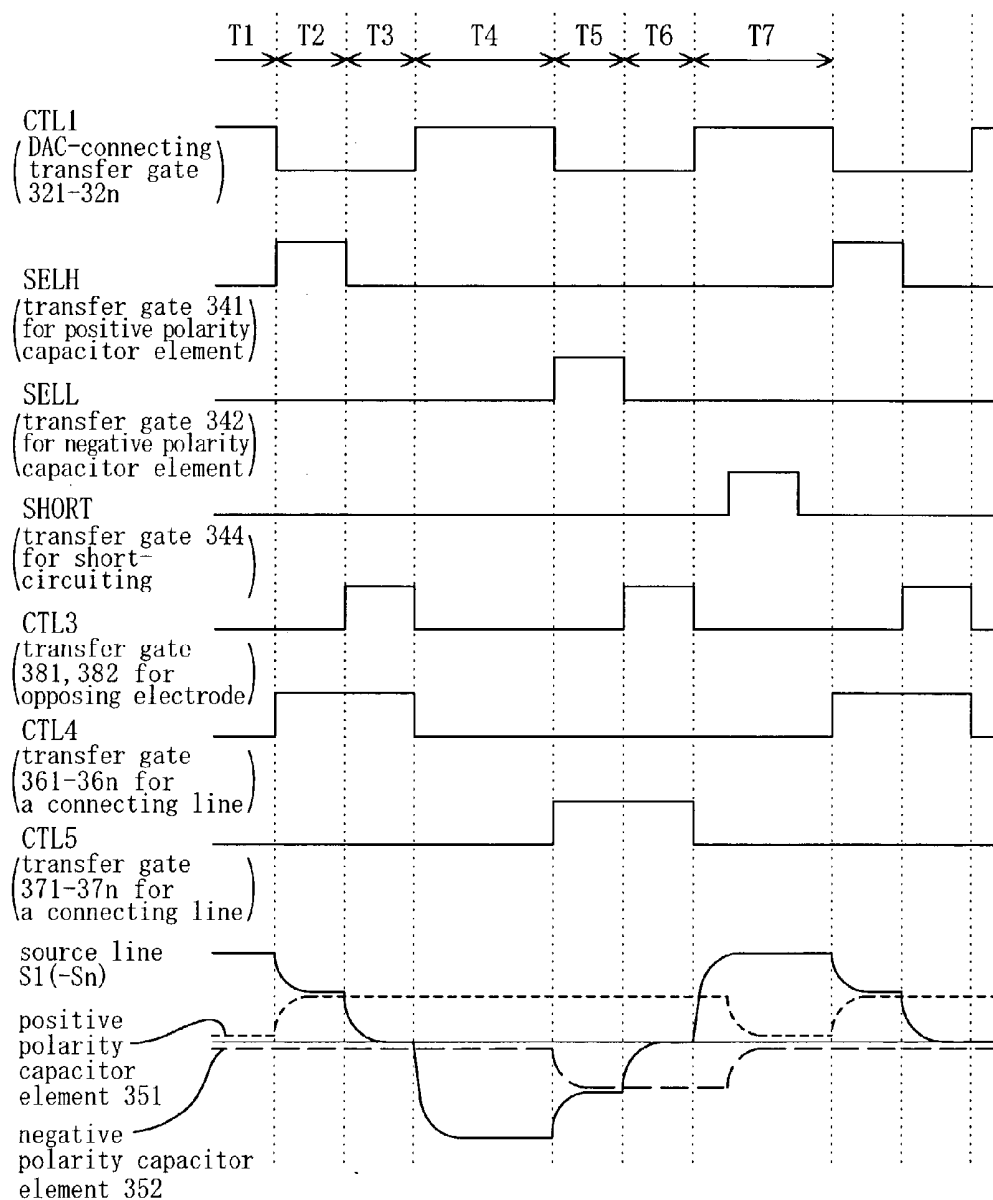 T1 T2 T3 T4 T5 T6 T7
CTL1
(DAC-connecting
transfer gate
321-32n)
SELH
(transfer gate 341
for positive polarity
capacitor element)
SELL
(transfer gate 342
for negative polarity
capacitor element)
SHORT
(transfer gate 344
for short-
circuiting)
CTL3
(transfer gate
381,382 for
opposing electrode)
CTL4
(transfer gate
361-36n for
a connecting line)
CTL5
(transfer gate
371-37n for
a connecting line)
source line
S1(-Sn)
positive
polarity
capacitor
element 351
negative
polarity capacitor
element 352